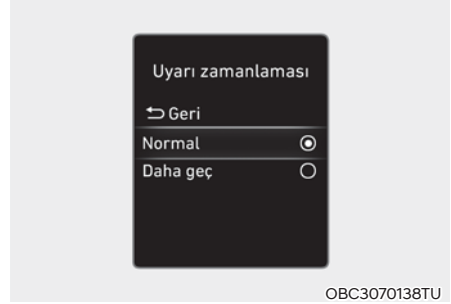 Uyarı zamanlaması
Geri
Normal
Daha geç
OBC3070138TU